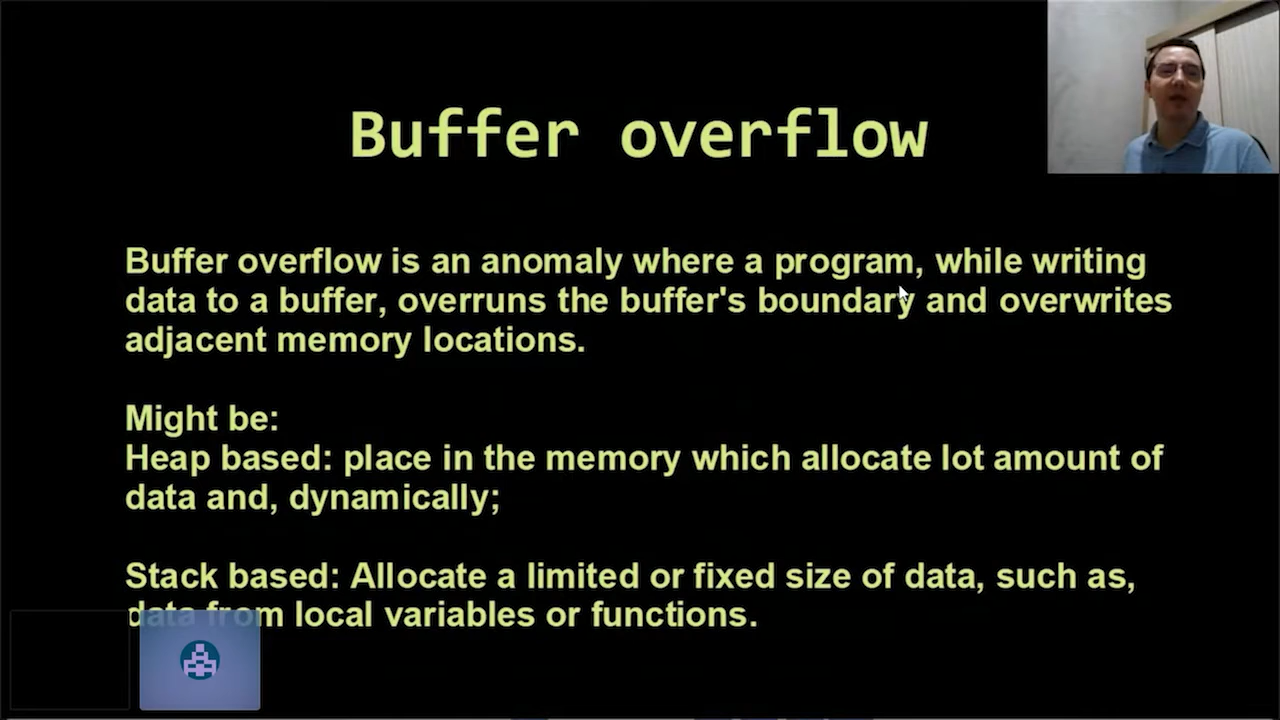 Buffer overflow
Buffer overflow is an anomaly where a program, while writing
data to a buffer, overruns the buffer's boundary and overwrites
adjacent memory locations.
Might be:
Heap based: place in the memory which allocate lot amount of
data and, dynamically;
Stack based: Allocate a limited or fixed size of data, such as,
data from local variables or functions.